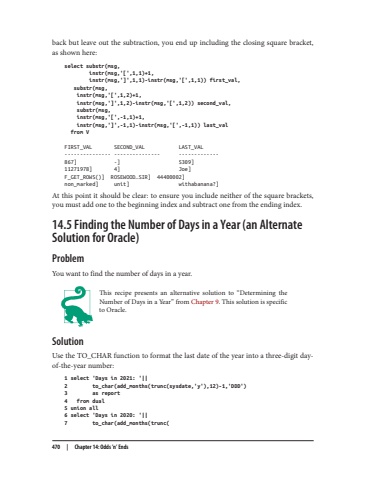 back but leave out the subtraction, you end up including the closing square bracket,
as shown here:
select substr(msg,
instr(msg,'[',1,1)+1,
instr(msg,']',1,1)-instr(msg,'[',1,1)) first_val,
substr(msg,
instr(msg,'[',1,2)+1,
instr(msg,']',1,2)-instr(msg,'[',1,2)) second_val,
substr(msg,
instr(msg,'[',-1,1)+1,
instr(msg,']',-1,1)-instr(msg,'[',-1,1)) last_val
from V
FIRST_VAL SECOND_VAL LAST_VAL
--------------- --------------- -------------
867] -] 5309]
11271978] 4] Joe]
F_GET_ROWS()] ROSEWOOD.SIR] 44400002]
non_marked] unit] withabanana?]
At this point it should be clear: to ensure you include neither of the square brackets,
you must add one to the beginning index and subtract one from the ending index.
14.5 Finding the Number of Days in a Year (an Alternate
Solution for Oracle)
Problem
You want to find the number of days in a year.
This recipe presents an alternative solution to “Determining the
Number of Days in a Year” from Chapter 9. This solution is specific
to Oracle.
Solution
Use the TO_CHAR function to format the last date of the year into a three-digit day-
of-the-year number:
1 select 'Days in 2021: '||
2 to_char(add_months(trunc(sysdate,'y'),12)-1,'DDD')
3 as report
4 from dual
5 union all
6 select 'Days in 2020: '||
7 to_char(add_months(trunc(
470 | Chapter 14: Odds 'n' Ends